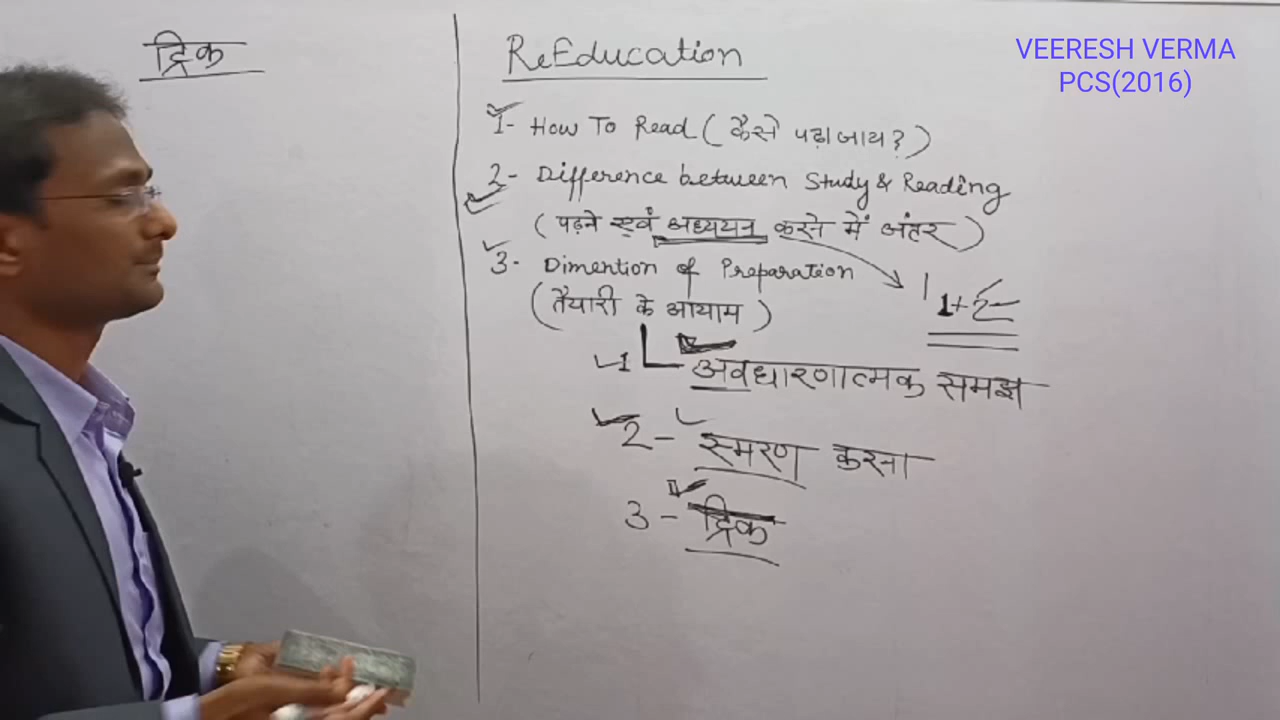 ट्रिक
ReEducation
VEERESH VERMA
PCS(2016)
1- How To Read (कैसे पढ़ा जाय?)
2- Difference between Study & Reading
(पढ़ने एवं अध्ययन करने में अंतर)
3- Dimention of Preparation
(तैयारी के आयाम)
1+2
1 अवधारणात्मक समझ
2- स्मरण करना
3- ट्रिक